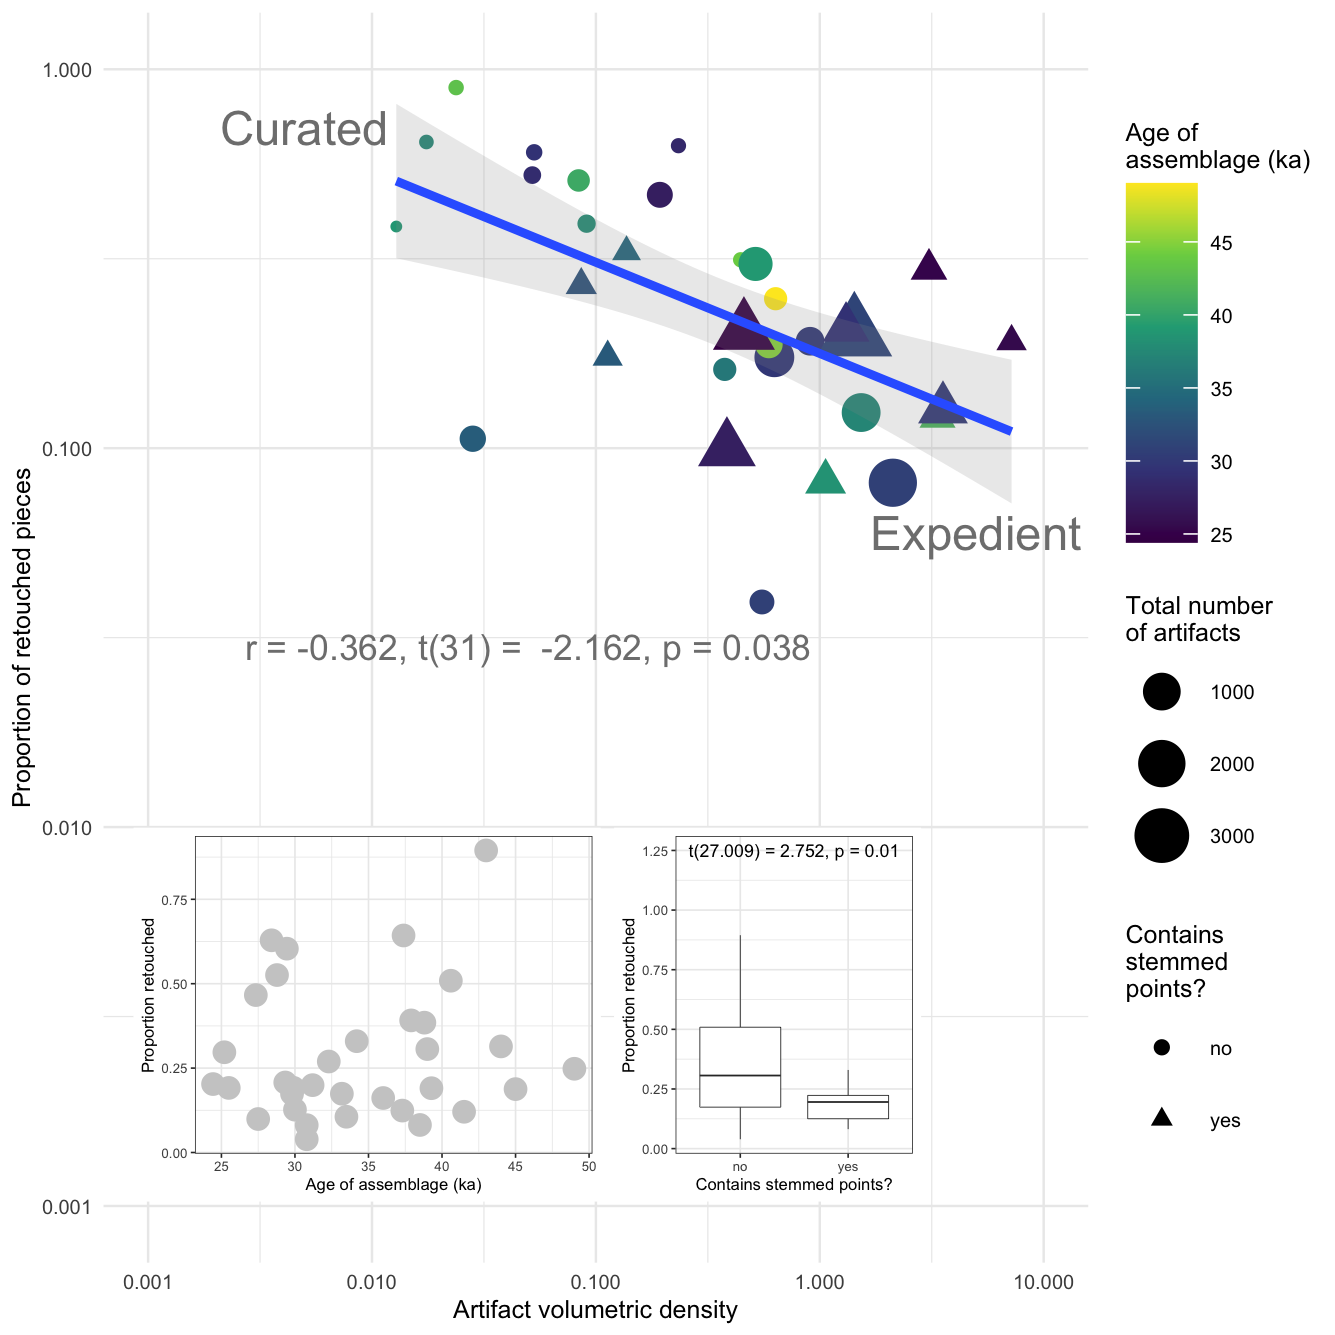 1.000
0.100
0.010
0.001
Proportion of retouched pieces
Curated
Expedient
r = -0.362, t(31) =  -2.162, p = 0.038
0.75
0.50
0.25
0.00
Proportion retouched
25 30 35 40 45 50
Age of assemblage (ka)
t(27.009) = 2.752, p = 0.01
1.25
1.00
0.75
0.50
0.25
0.00
Proportion retouched
no yes
Contains stemmed points?
0.001 0.010 0.100 1.000 10.000
Artifact volumetric density
Age of
assemblage (ka)
45
40
35
30
25
Total number
of artifacts
1000
2000
3000
Contains
stemmed
points?
no
yes